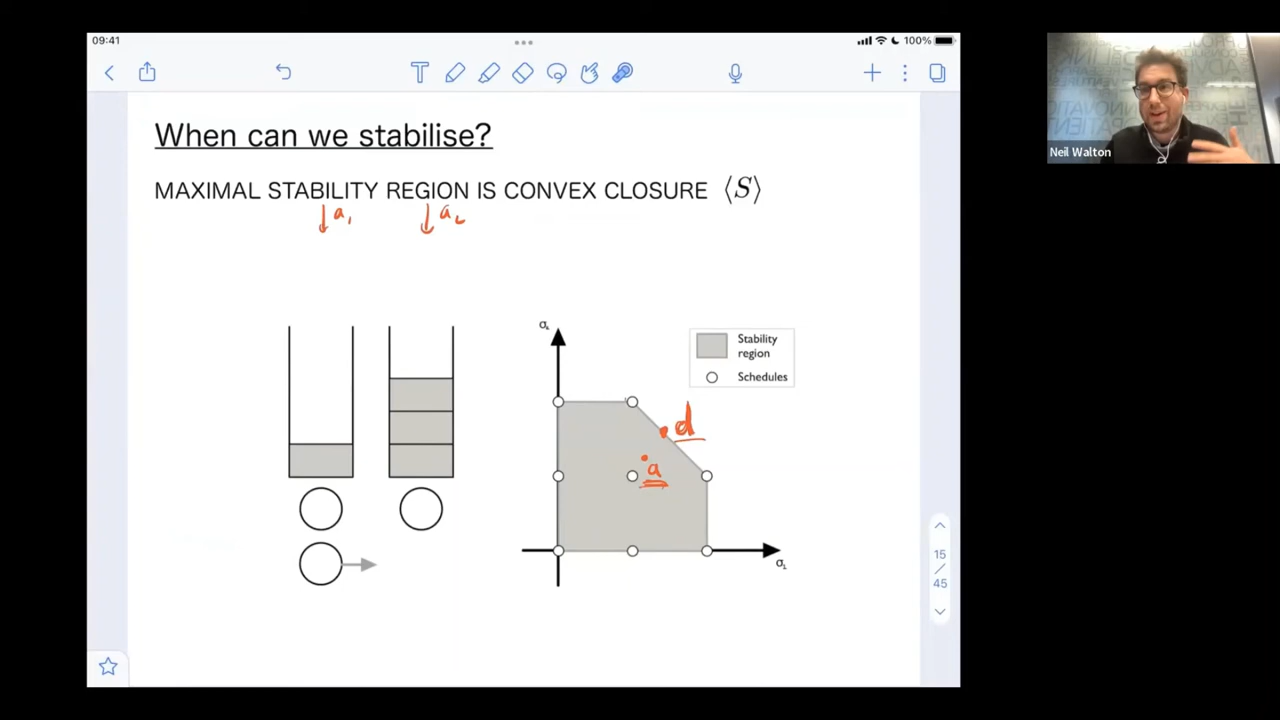 09:41
100%
When can we stabilise?
MAXIMAL STABILITY REGION IS CONVEX CLOSURE ⟨S⟩
a₁ a₂
σ₂
Stability
region
Schedules
d
a
σ₁
15
/
45
Neil Walton